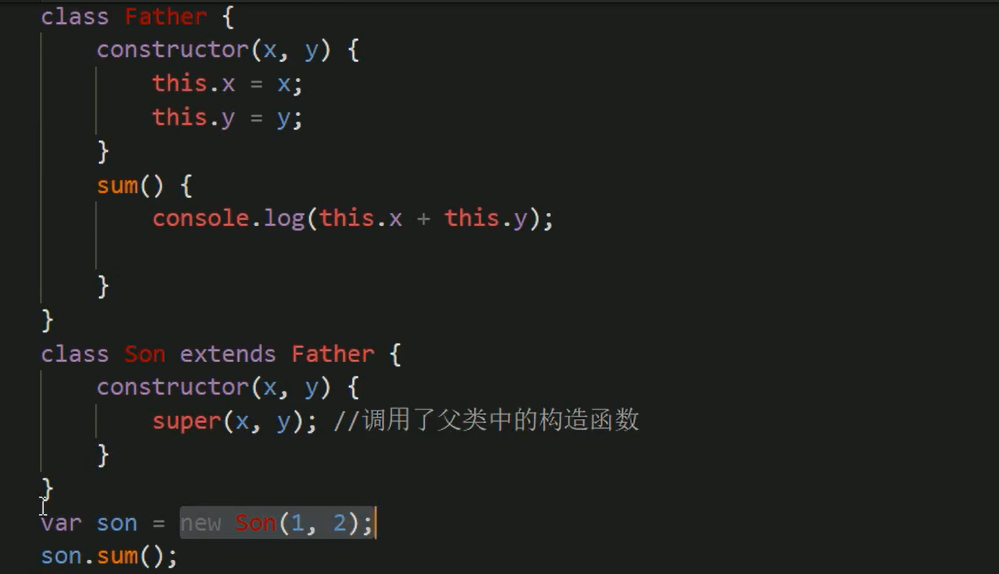 class Father {
constructor(x, y) {
this.x = x;
this.y = y;
}
sum() {
console.log(this.x + this.y);
}
}
class Son extends Father {
constructor(x, y) {
super(x, y); //调用了父类中的构造函数
}
}
var son = new Son(1, 2);
son.sum();